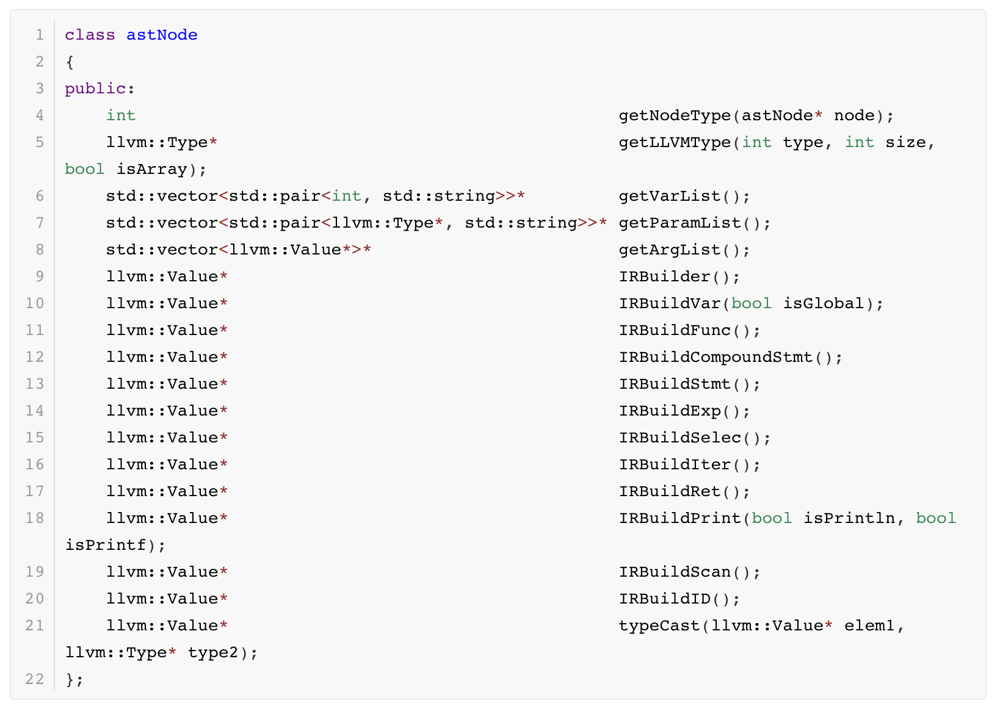 1 class astNode
2 {
3 public:
4     int                                               getNodeType(astNode* node);
5     llvm::Type*                                       getLLVMType(int type, int size,
bool isArray);
6     std::vector<std::pair<int, std::string>>*         getVarList();
7     std::vector<std::pair<llvm::Type*, std::string>>* getParamList();
8     std::vector<llvm::Value*>*                        getArgList();
9     llvm::Value*                                      IRBuilder();
10     llvm::Value*                                      IRBuildVar(bool isGlobal);
11     llvm::Value*                                      IRBuildFunc();
12     llvm::Value*                                      IRBuildCompoundStmt();
13     llvm::Value*                                      IRBuildStmt();
14     llvm::Value*                                      IRBuildExp();
15     llvm::Value*                                      IRBuildSelec();
16     llvm::Value*                                      IRBuildIter();
17     llvm::Value*                                      IRBuildRet();
18     llvm::Value*                                      IRBuildPrint(bool isPrintln, bool
isPrintf);
19     llvm::Value*                                      IRBuildScan();
20     llvm::Value*                                      IRBuildID();
21     llvm::Value*                                      typeCast(llvm::Value* elem1,
llvm::Type* type2);
22 };